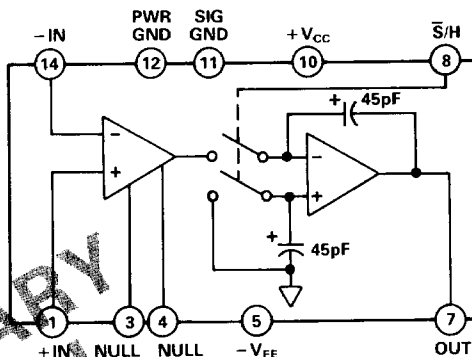 PWR GND
SIG GND
-IN
+VCC
S̅/H
14
12
11
10
8
+
45pF
-
+
-
+
+
45pF
ARY
1
3
4
5
7
+IN
NULL
NULL
-VEE
OUT